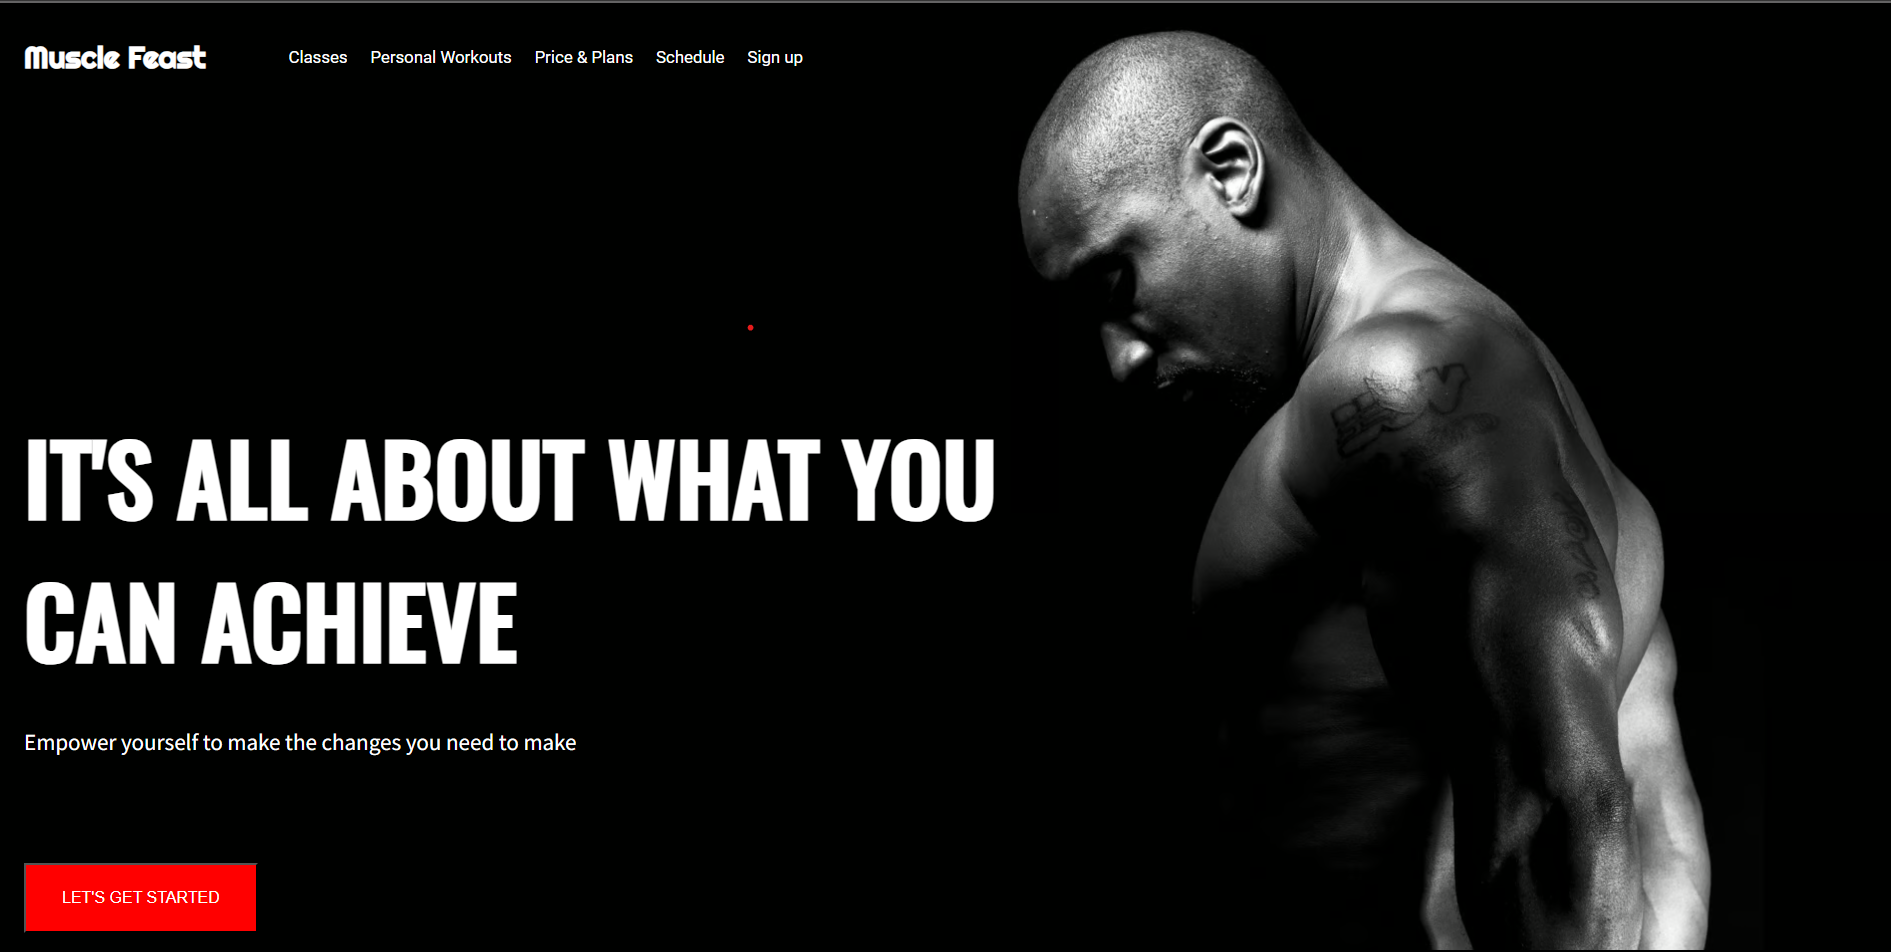 Muscle Feast
Classes Personal Workouts Price & Plans Schedule Sign up
IT'S ALL ABOUT WHAT YOU
CAN ACHIEVE
Empower yourself to make the changes you need to make
LET'S GET STARTED